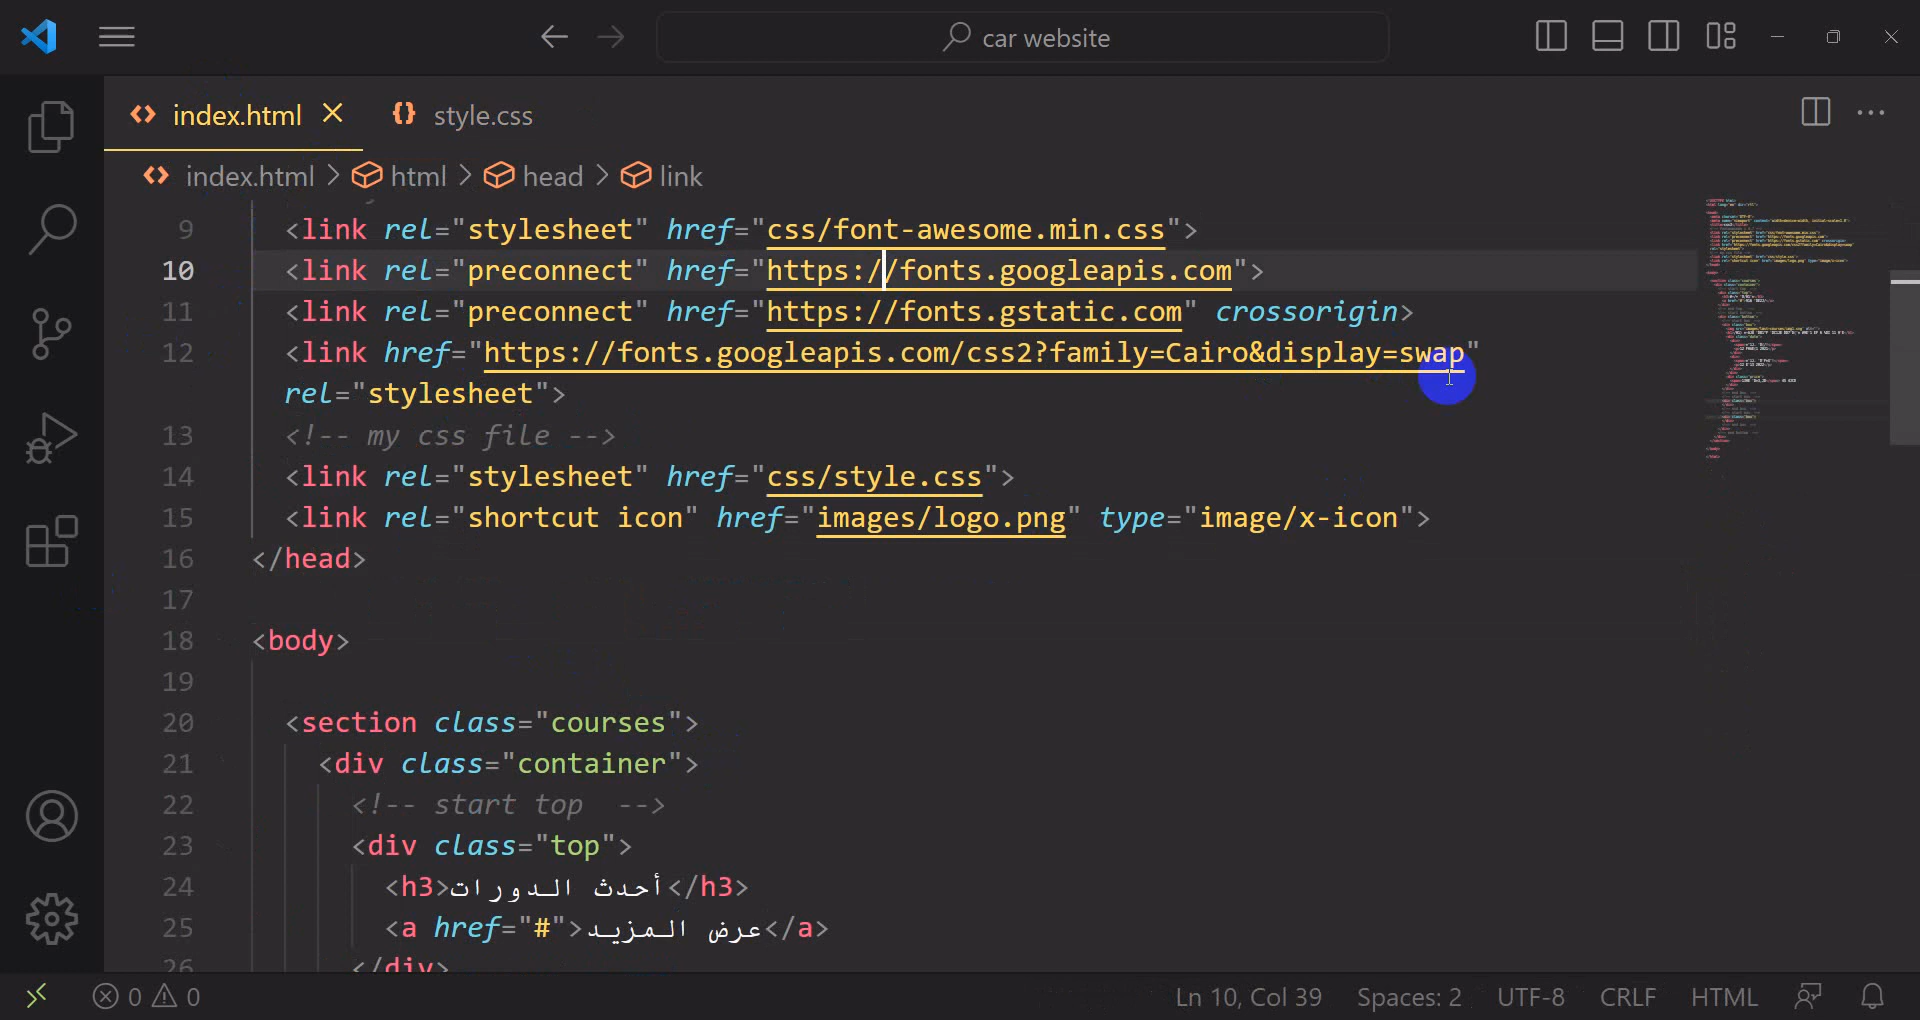 car website
index.html
style.css
index.html > html > head > link
9 <link rel="stylesheet" href="css/font-awesome.min.css">
10 <link rel="preconnect" href="https://fonts.googleapis.com">
11 <link rel="preconnect" href="https://fonts.gstatic.com" crossorigin>
12 <link href="https://fonts.googleapis.com/css2?family=Cairo&display=swap"
rel="stylesheet">
13 <!-- my css file -->
14 <link rel="stylesheet" href="css/style.css">
15 <link rel="shortcut icon" href="images/logo.png" type="image/x-icon">
16 </head>
17
18 <body>
19
20 <section class="courses">
21 <div class="container">
22 <!-- start top  -->
23 <div class="top">
24 <h3>أحدث الدورات</h3>
25 <a href="#">عرض المزيد</a>
26 </div>
0 0
Ln 10, Col 39
Spaces: 2
UTF-8
CRLF
HTML